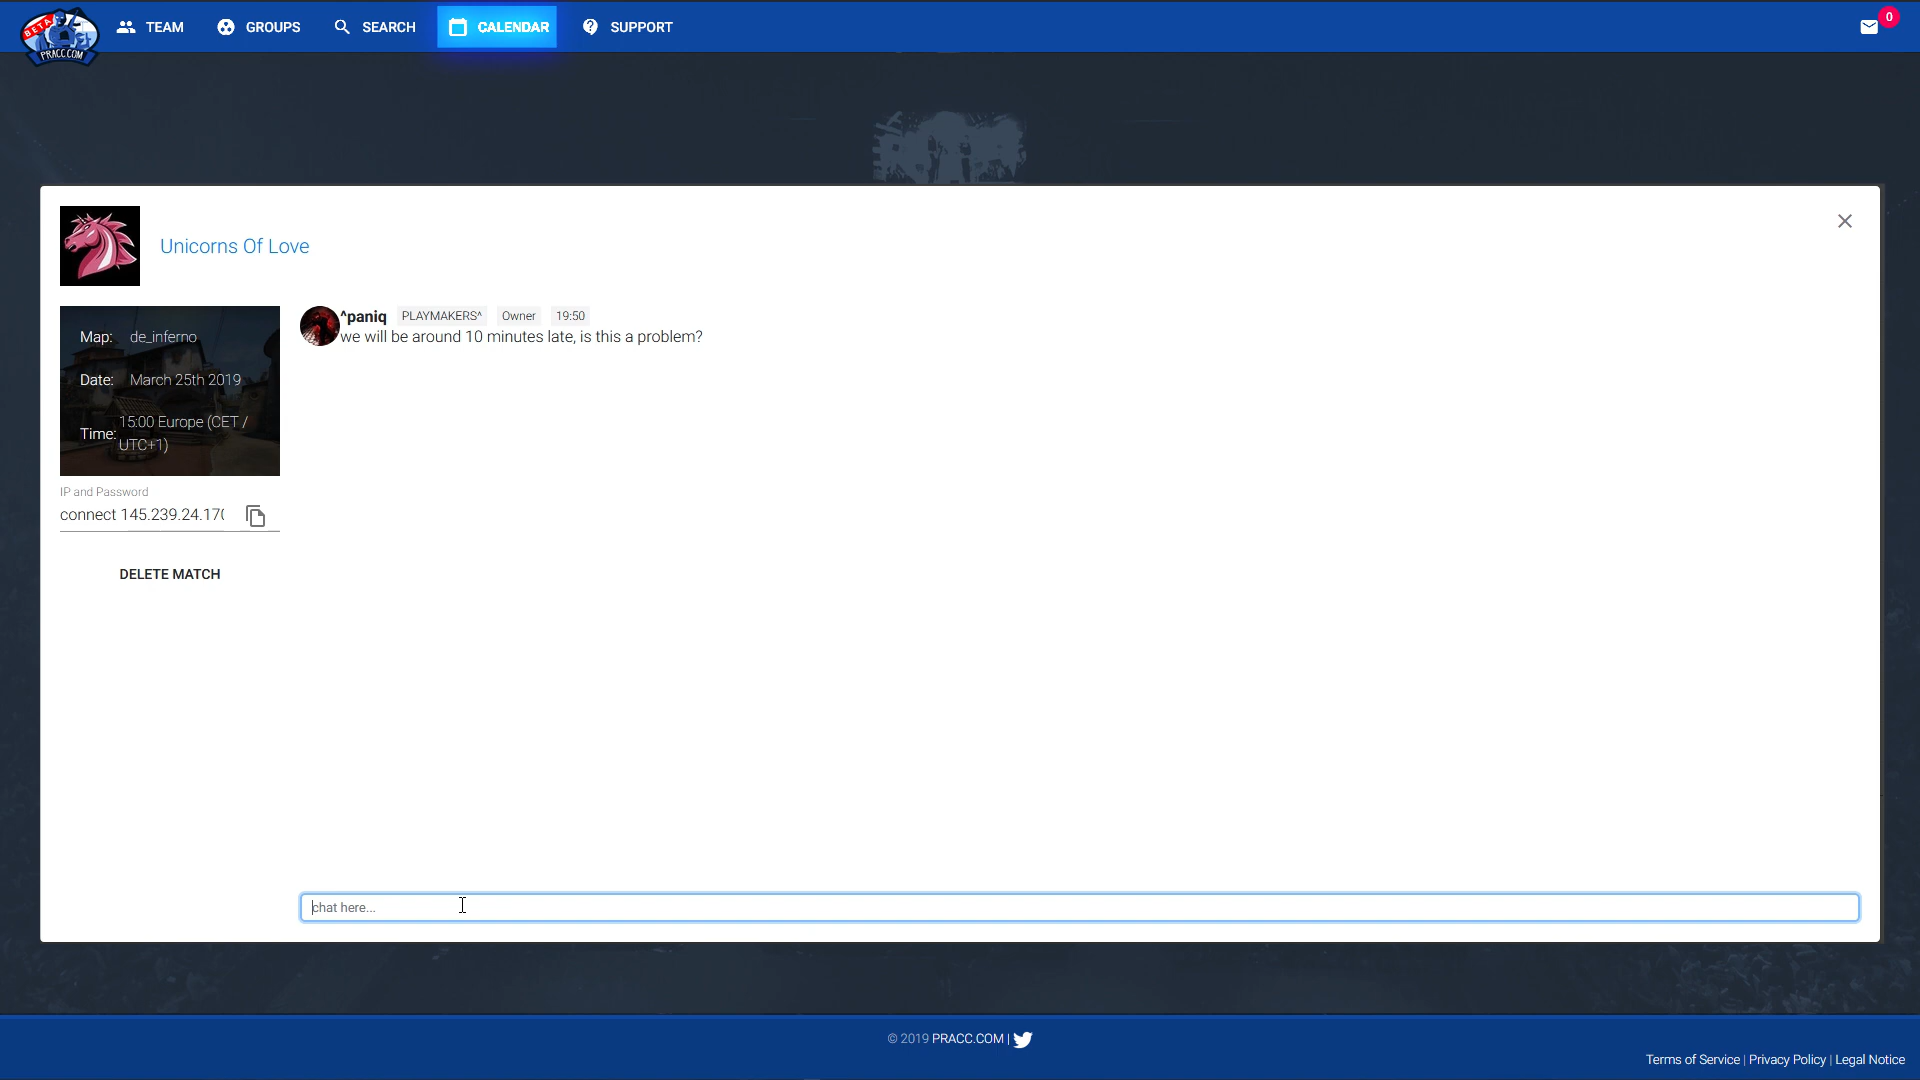 BETA
PRACC.COM
TEAM
GROUPS
SEARCH
CALENDAR
SUPPORT
0
Unicorns Of Love
Map: de_inferno
Date: March 25th 2019
Time: 15:00 Europe (CET /
UTC+1)
IP and Password
connect 145.239.24.170
DELETE MATCH
^paniq PLAYMAKERS^ Owner 19:50
we will be around 10 minutes late, is this a problem?
chat here...
© 2019 PRACC.COM |
Terms of Service | Privacy Policy | Legal Notice